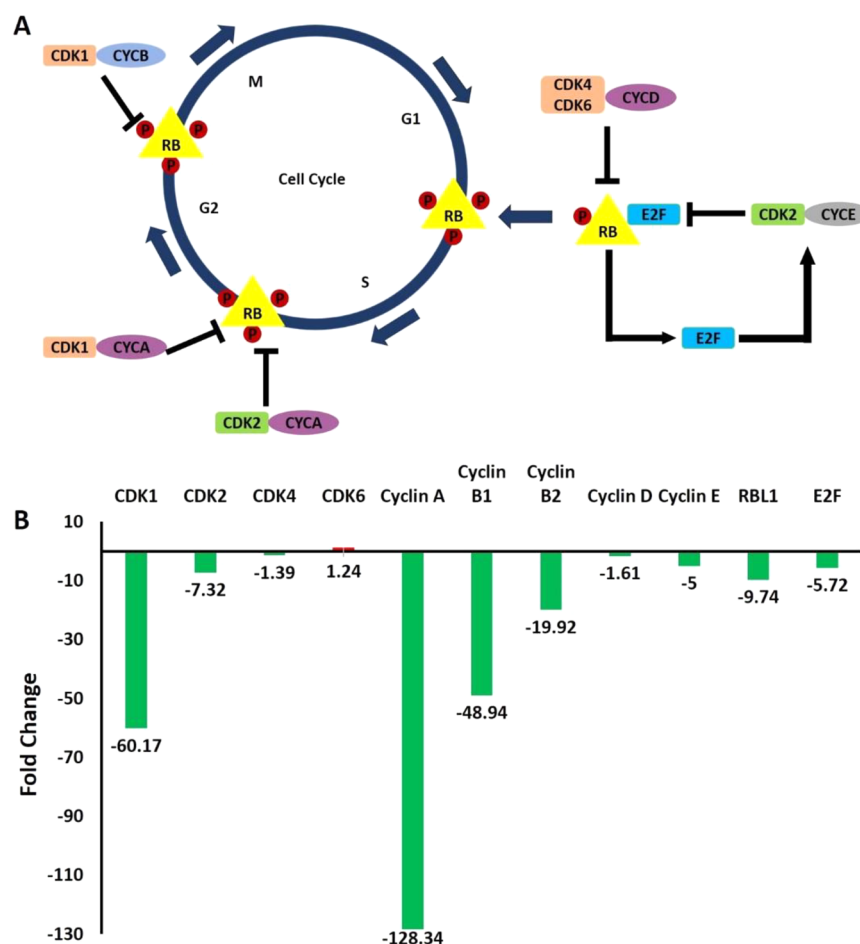 A
CDK1 CYCB
M
G1
CDK4
CDK6
CYCD
P P
RB
P
Cell Cycle
G2
P P
RB
P
P
RB
E2F
CDK2 CYCE
S
P P
RB
P
E2F
CDK1 CYCA
CDK2 CYCA
B
CDK1 CDK2 CDK4 CDK6 Cyclin A Cyclin B1 Cyclin B2 Cyclin D Cyclin E RBL1 E2F
Fold Change
10
-10
-30
-50
-70
-90
-110
-130
-60.17
-7.32
-1.39
1.24
-128.34
-48.94
-19.92
-1.61
-5
-9.74
-5.72